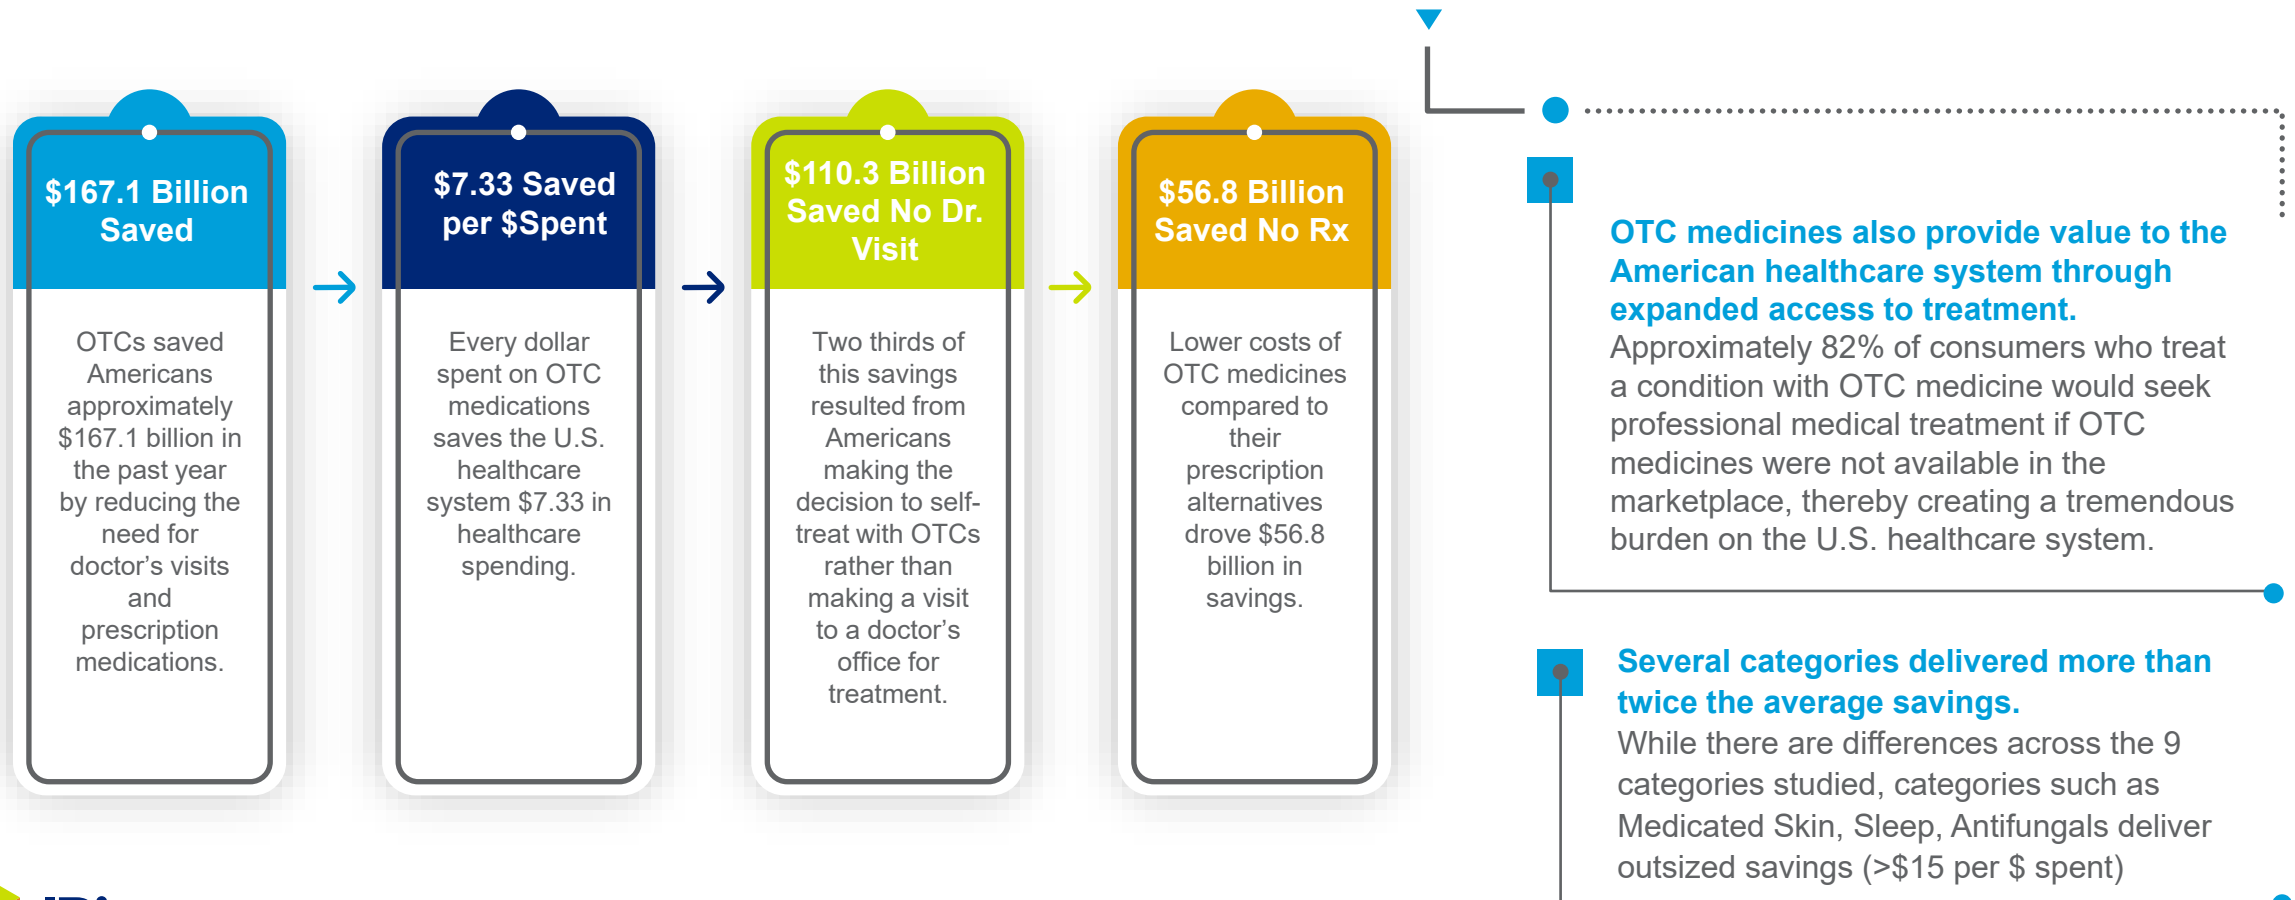 $167.1 Billion
Saved
OTCs saved
Americans
approximately
$167.1 billion in
the past year
by reducing the
need for
doctor’s visits
and
prescription
medications.
$7.33 Saved
per $Spent
Every dollar
spent on OTC
medications
saves the U.S.
healthcare
system $7.33 in
healthcare
spending.
$110.3 Billion
Saved No Dr.
Visit
Two thirds of
this savings
resulted from
Americans
making the
decision to self-
treat with OTCs
rather than
making a visit
to a doctor’s
office for
treatment.
$56.8 Billion
Saved No Rx
Lower costs of
OTC medicines
compared to
their
prescription
alternatives
drove $56.8
billion in
savings.
OTC medicines also provide value to the
American healthcare system through
expanded access to treatment.
Approximately 82% of consumers who treat
a condition with OTC medicine would seek
professional medical treatment if OTC
medicines were not available in the
marketplace, thereby creating a tremendous
burden on the U.S. healthcare system.
Several categories delivered more than
twice the average savings.
While there are differences across the 9
categories studied, categories such as
Medicated Skin, Sleep, Antifungals deliver
outsized savings (>$15 per $ spent)